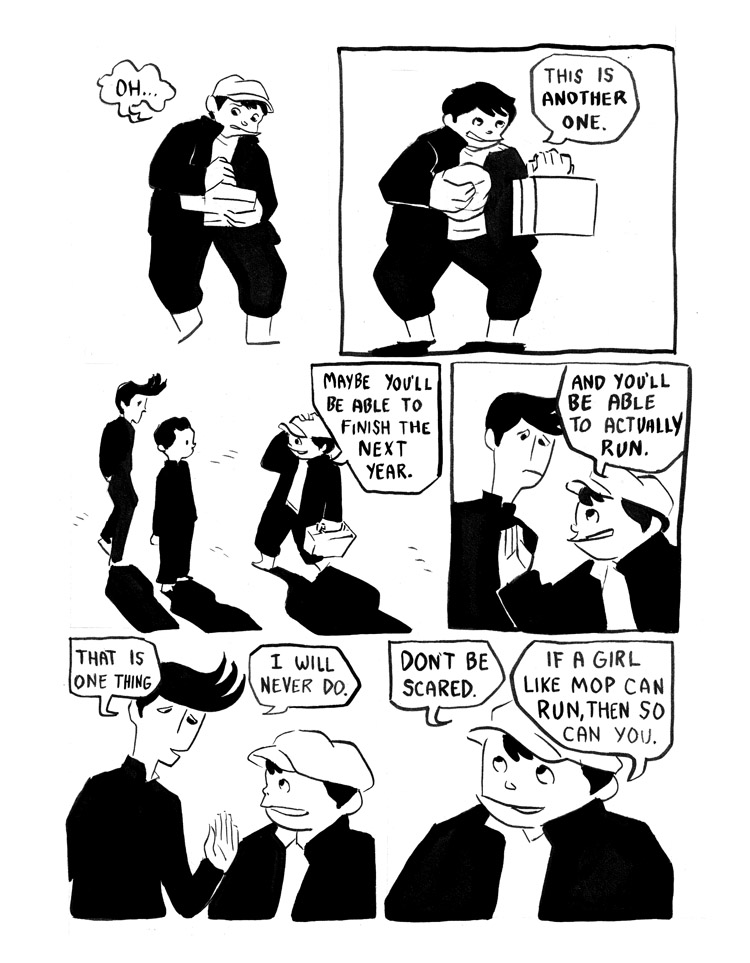 OH...
THIS IS
ANOTHER
ONE.
MAYBE YOU'LL
BE ABLE TO
FINISH THE
NEXT
YEAR.
AND YOU'LL
BE ABLE
TO ACTUALLY
RUN.
THAT IS
ONE THING
I WILL
NEVER DO.
DON'T BE
SCARED.
IF A GIRL
LIKE MOP CAN
RUN, THEN SO
CAN YOU.